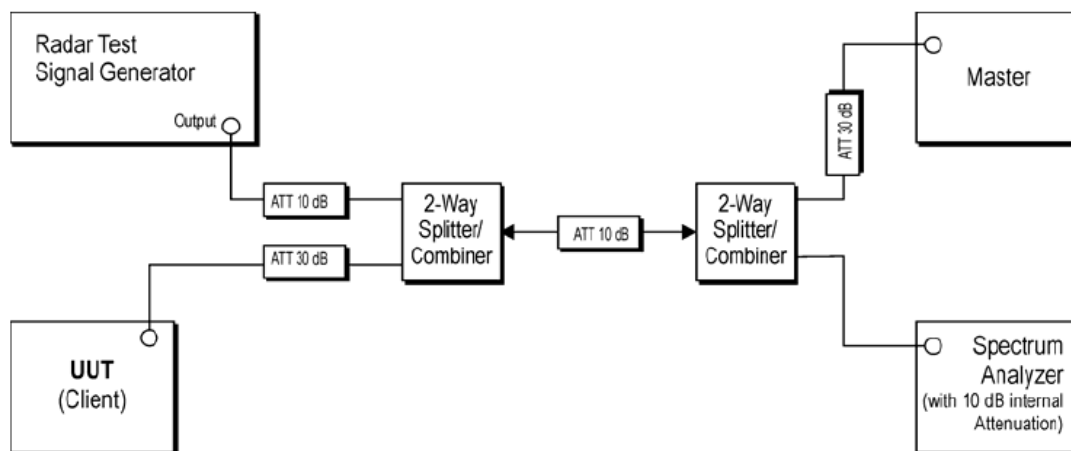 Radar Test
Signal Generator
Output
Master
ATT 30 dB
ATT 10 dB
2-Way
Splitter/
Combiner
ATT 10 dB
2-Way
Splitter/
Combiner
ATT 30 dB
UUT
(Client)
Spectrum
Analyzer
(with 10 dB internal
Attenuation)